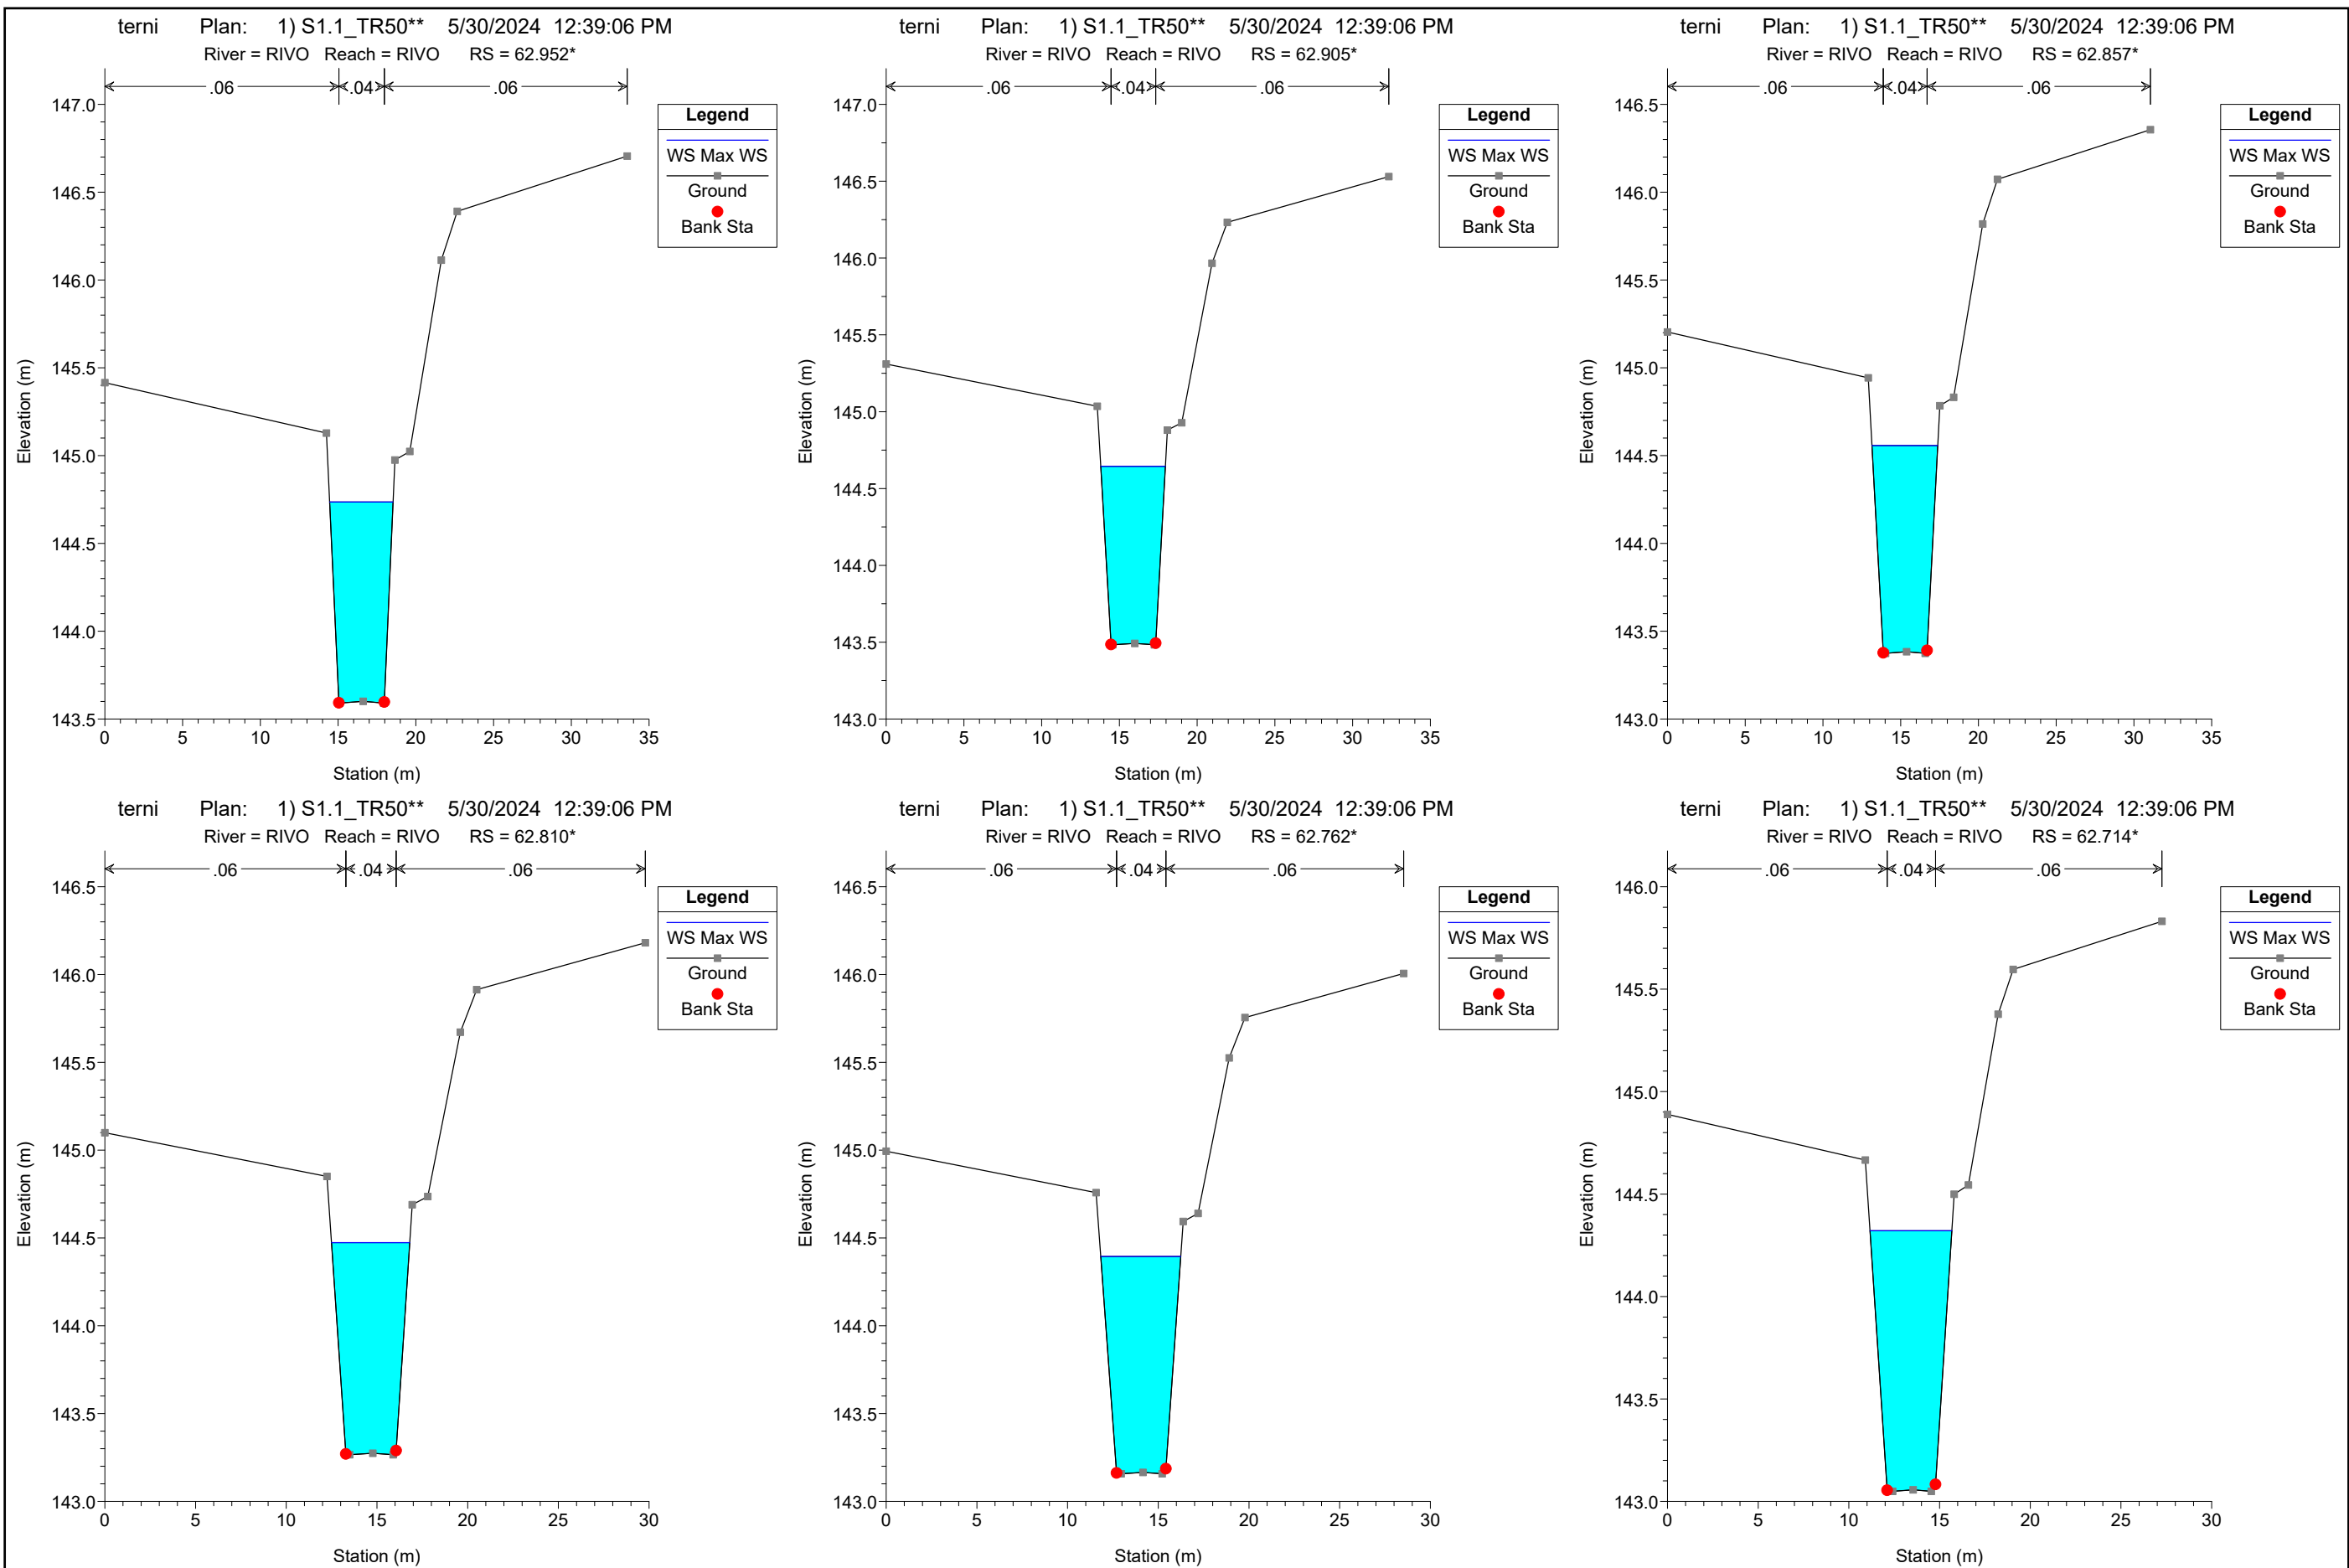 terni Plan: 1) S1.1_TR50** 5/30/2024 12:39:06 PM
River = RIVO Reach = RIVO RS = 62.952*
.06 .04 .06
Legend
WS Max WS
Ground
Bank Sta
147.0
146.5
146.0
145.5
145.0
144.5
144.0
143.5
Elevation (m)
0 5 10 15 20 25 30 35
Station (m)
terni Plan: 1) S1.1_TR50** 5/30/2024 12:39:06 PM
River = RIVO Reach = RIVO RS = 62.905*
.06 .04 .06
Legend
WS Max WS
Ground
Bank Sta
147.0
146.5
146.0
145.5
145.0
144.5
144.0
143.5
143.0
Elevation (m)
0 5 10 15 20 25 30 35
Station (m)
terni Plan: 1) S1.1_TR50** 5/30/2024 12:39:06 PM
River = RIVO Reach = RIVO RS = 62.857*
.06 .04 .06
Legend
WS Max WS
Ground
Bank Sta
146.5
146.0
145.5
145.0
144.5
144.0
143.5
143.0
Elevation (m)
0 5 10 15 20 25 30 35
Station (m)
terni Plan: 1) S1.1_TR50** 5/30/2024 12:39:06 PM
River = RIVO Reach = RIVO RS = 62.810*
.06 .04 .06
Legend
WS Max WS
Ground
Bank Sta
146.5
146.0
145.5
145.0
144.5
144.0
143.5
143.0
Elevation (m)
0 5 10 15 20 25 30
Station (m)
terni Plan: 1) S1.1_TR50** 5/30/2024 12:39:06 PM
River = RIVO Reach = RIVO RS = 62.762*
.06 .04 .06
Legend
WS Max WS
Ground
Bank Sta
146.5
146.0
145.5
145.0
144.5
144.0
143.5
143.0
Elevation (m)
0 5 10 15 20 25 30
Station (m)
terni Plan: 1) S1.1_TR50** 5/30/2024 12:39:06 PM
River = RIVO Reach = RIVO RS = 62.714*
.06 .04 .06
Legend
WS Max WS
Ground
Bank Sta
146.0
145.5
145.0
144.5
144.0
143.5
143.0
Elevation (m)
0 5 10 15 20 25 30
Station (m)